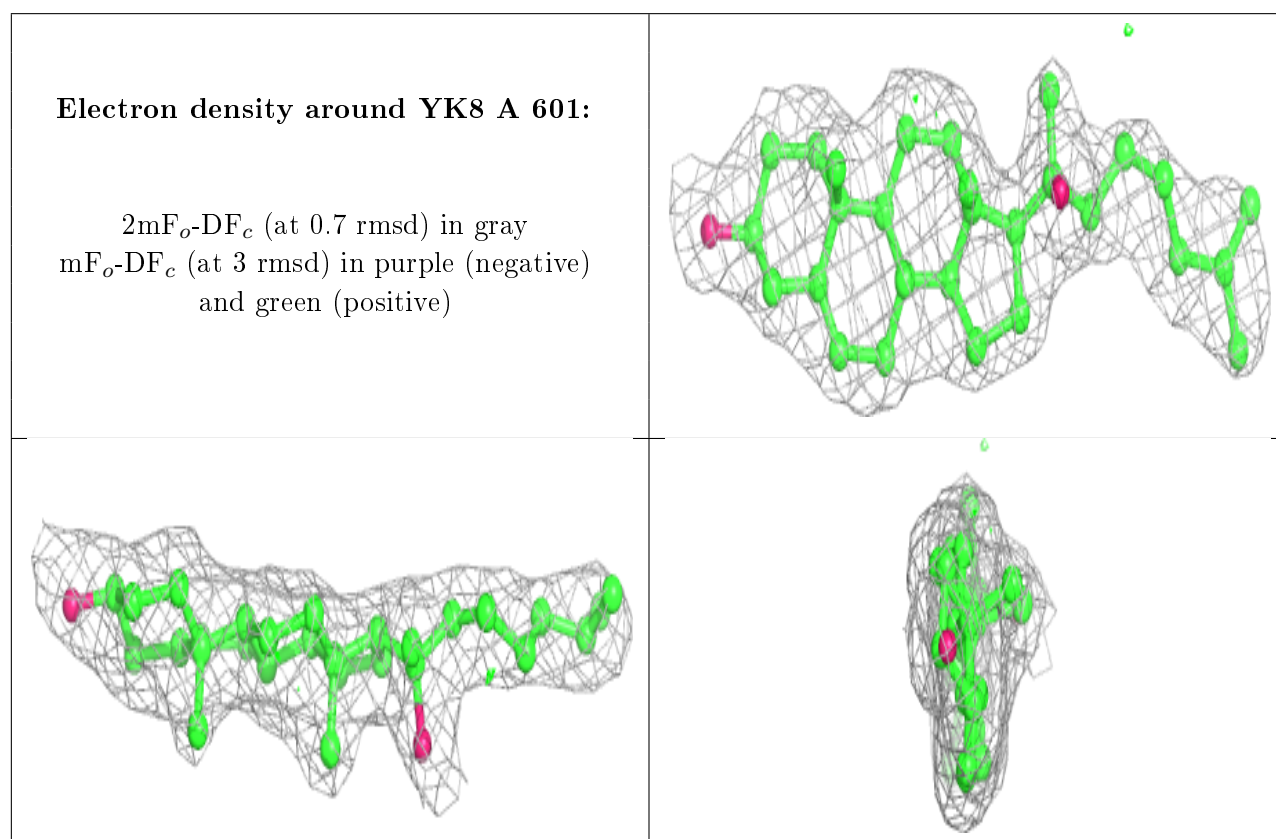 Electron density around YK8 A 601:
2mFₒ-DF𝒸 (at 0.7 rmsd) in gray
mFₒ-DF𝒸 (at 3 rmsd) in purple (negative)
and green (positive)